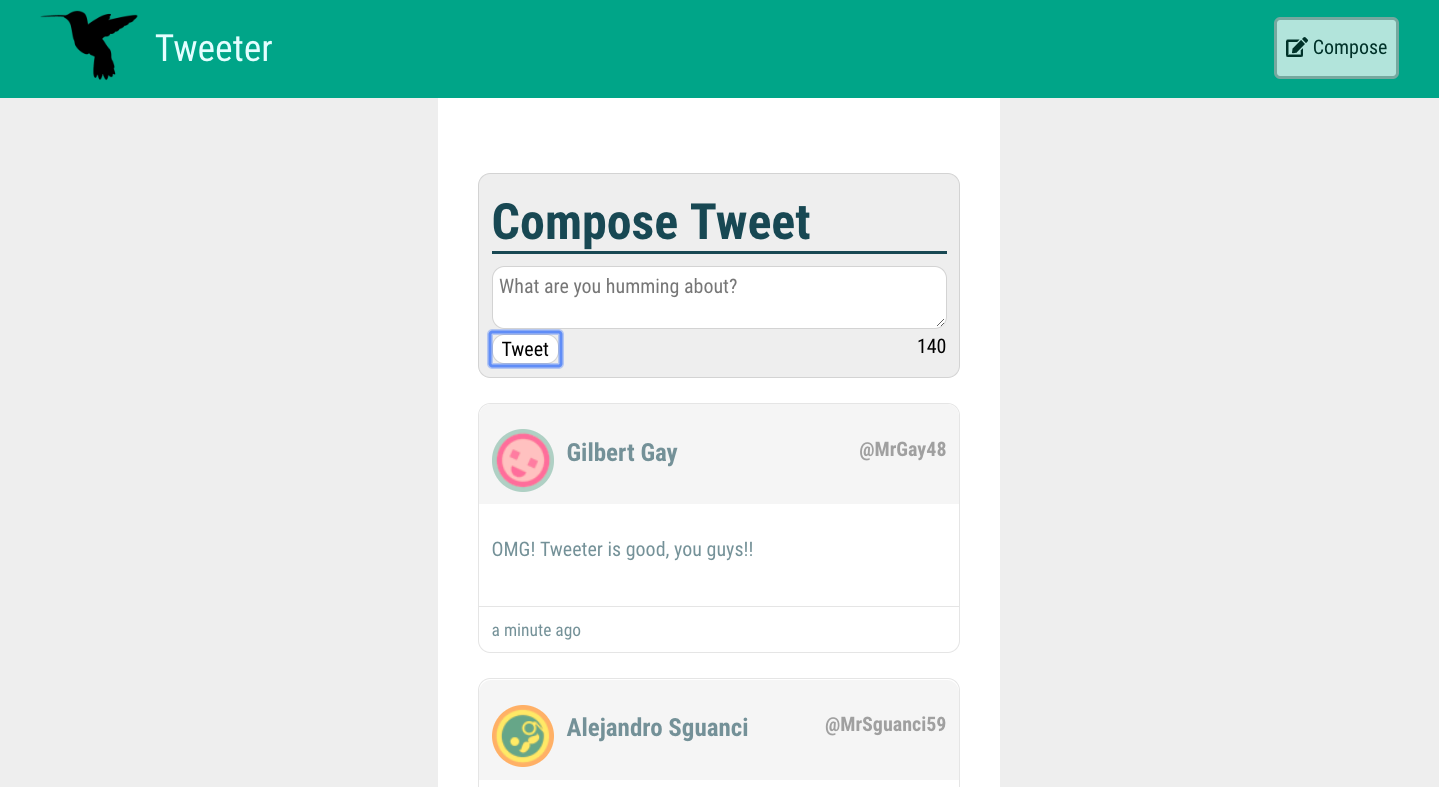 Tweeter
Compose
Compose Tweet
What are you humming about?
Tweet
140
Gilbert Gay
@MrGay48
OMG! Tweeter is good, you guys!!
a minute ago
Alejandro Sguanci
@MrSguanci59